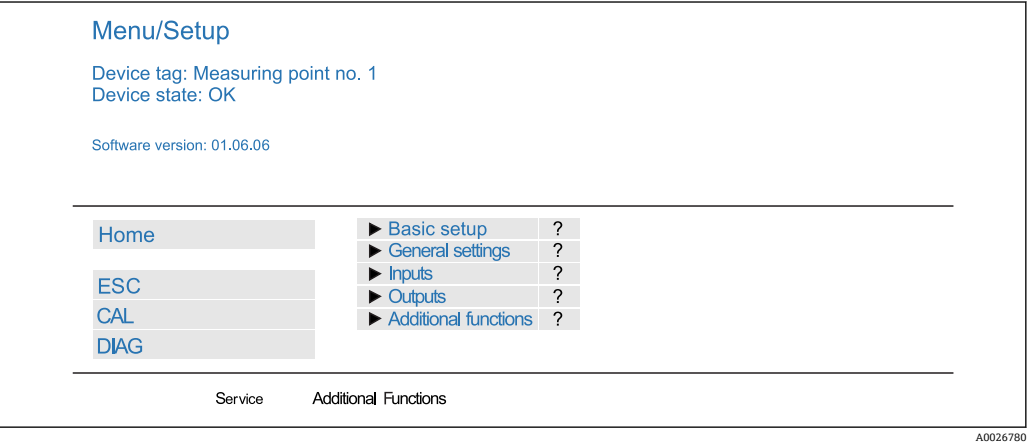 Menu/Setup
Device tag: Measuring point no. 1
Device state: OK
Software version: 01.06.06
Home
ESC
CAL
DIAG
► Basic setup ?
► General settings ?
► Inputs ?
► Outputs ?
► Additional functions ?
Service Additional Functions
A0026780